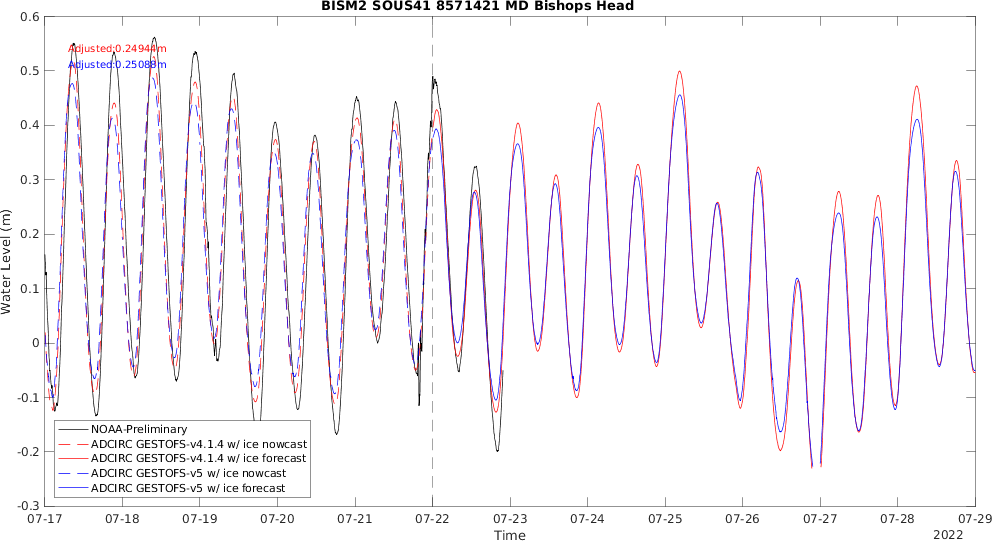 BISM2 SOUS41 8571421 MD Bishops Head
Adjusted:0.24944m
Adjusted:0.25088m
0.6
0.5
0.4
0.3
0.2
0.1
0
-0.1
-0.2
-0.3
Water Level (m)
NOAA-Preliminary
ADCIRC GESTOFS-v4.1.4 w/ ice nowcast
ADCIRC GESTOFS-v4.1.4 w/ ice forecast
ADCIRC GESTOFS-v5 w/ ice nowcast
ADCIRC GESTOFS-v5 w/ ice forecast
07-17 07-18 07-19 07-20 07-21 07-22 07-23 07-24 07-25 07-26 07-27 07-28 07-29
Time
2022